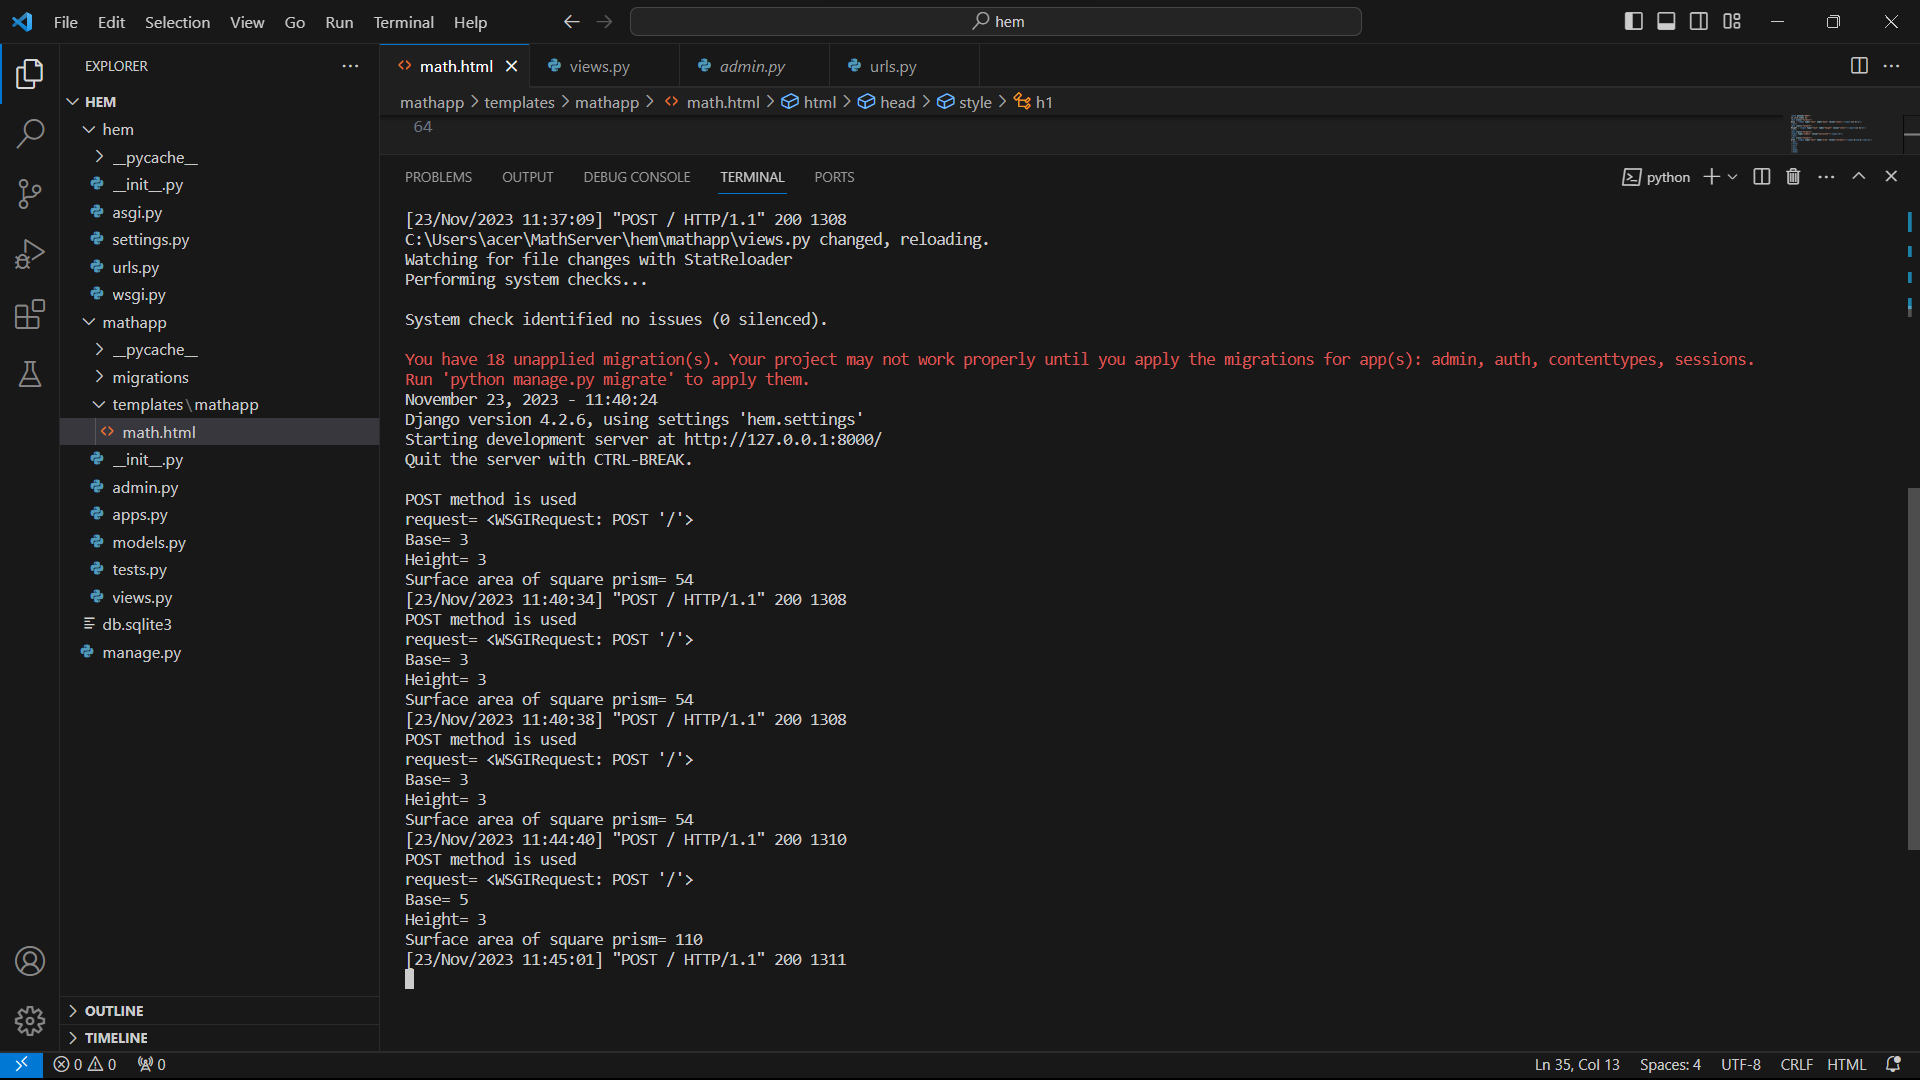 File Edit Selection View Go Run Terminal Help
hem
EXPLORER
HEM
hem
__pycache__
__init__.py
asgi.py
settings.py
urls.py
wsgi.py
mathapp
__pycache__
migrations
templates\mathapp
math.html
__init__.py
admin.py
apps.py
models.py
tests.py
views.py
db.sqlite3
manage.py
OUTLINE
TIMELINE
math.html views.py admin.py urls.py
mathapp > templates > mathapp > math.html > html > head > style > h1
64
PROBLEMS OUTPUT DEBUG CONSOLE TERMINAL PORTS
python
[23/Nov/2023 11:37:09] "POST / HTTP/1.1" 200 1308
C:\Users\acer\MathServer\hem\mathapp\views.py changed, reloading.
Watching for file changes with StatReloader
Performing system checks...
System check identified no issues (0 silenced).
You have 18 unapplied migration(s). Your project may not work properly until you apply the migrations for app(s): admin, auth, contenttypes, sessions.
Run 'python manage.py migrate' to apply them.
November 23, 2023 - 11:40:24
Django version 4.2.6, using settings 'hem.settings'
Starting development server at http://127.0.0.1:8000/
Quit the server with CTRL-BREAK.
POST method is used
request= <WSGIRequest: POST '/'>
Base= 3
Height= 3
Surface area of square prism= 54
[23/Nov/2023 11:40:34] "POST / HTTP/1.1" 200 1308
POST method is used
request= <WSGIRequest: POST '/'>
Base= 3
Height= 3
Surface area of square prism= 54
[23/Nov/2023 11:40:38] "POST / HTTP/1.1" 200 1308
POST method is used
request= <WSGIRequest: POST '/'>
Base= 3
Height= 3
Surface area of square prism= 54
[23/Nov/2023 11:44:40] "POST / HTTP/1.1" 200 1310
POST method is used
request= <WSGIRequest: POST '/'>
Base= 5
Height= 3
Surface area of square prism= 110
[23/Nov/2023 11:45:01] "POST / HTTP/1.1" 200 1311
0 0 0
Ln 35, Col 13 Spaces: 4 UTF-8 CRLF HTML